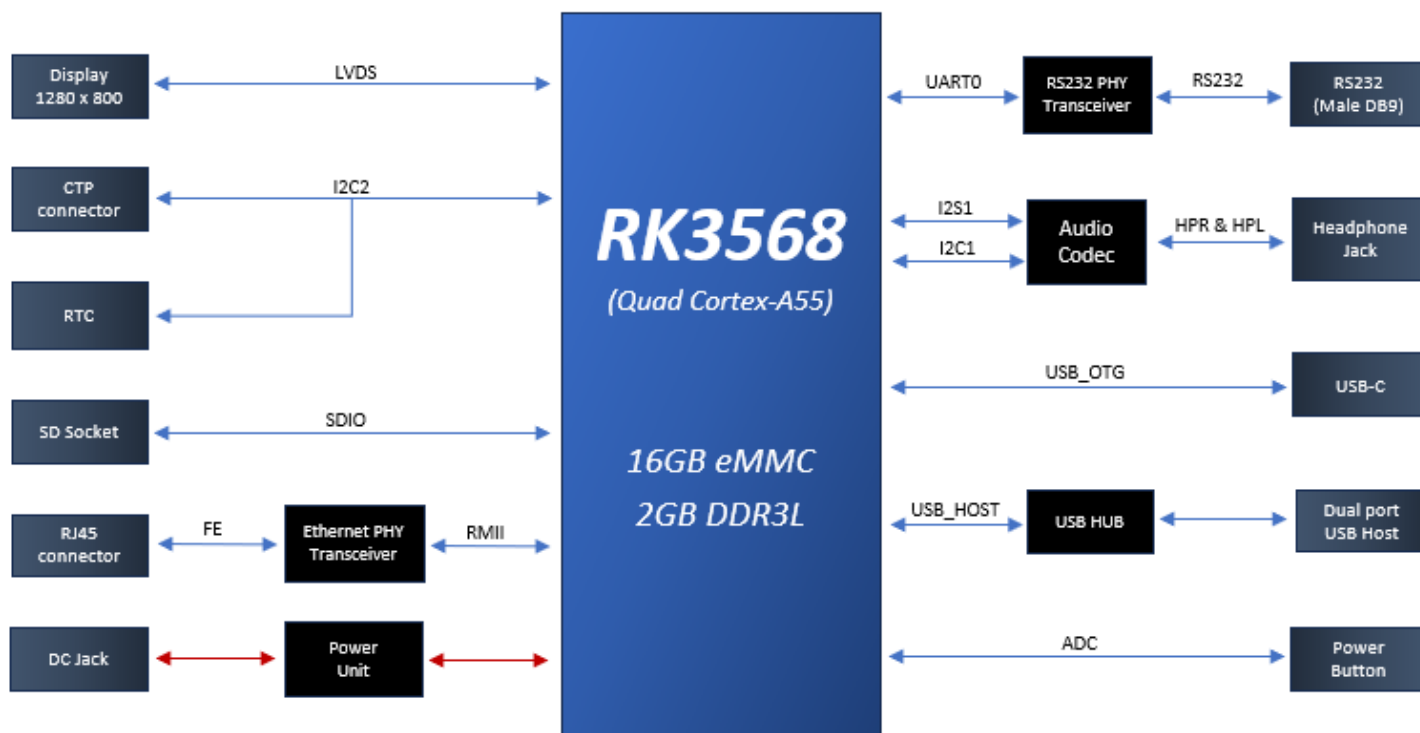 Display
1280 x 800
LVDS
CTP
connector
I2C2
RTC
SD Socket
SDIO
RJ45
connector
FE
Ethernet PHY
Transceiver
RMII
DC Jack
Power
Unit
RK3568
(Quad Cortex-A55)
16GB eMMC
2GB DDR3L
UART0
RS232 PHY
Transceiver
RS232
RS232
(Male DB9)
I2S1
I2C1
Audio
Codec
HPR & HPL
Headphone
Jack
USB_OTG
USB-C
USB_HOST
USB HUB
Dual port
USB Host
ADC
Power
Button